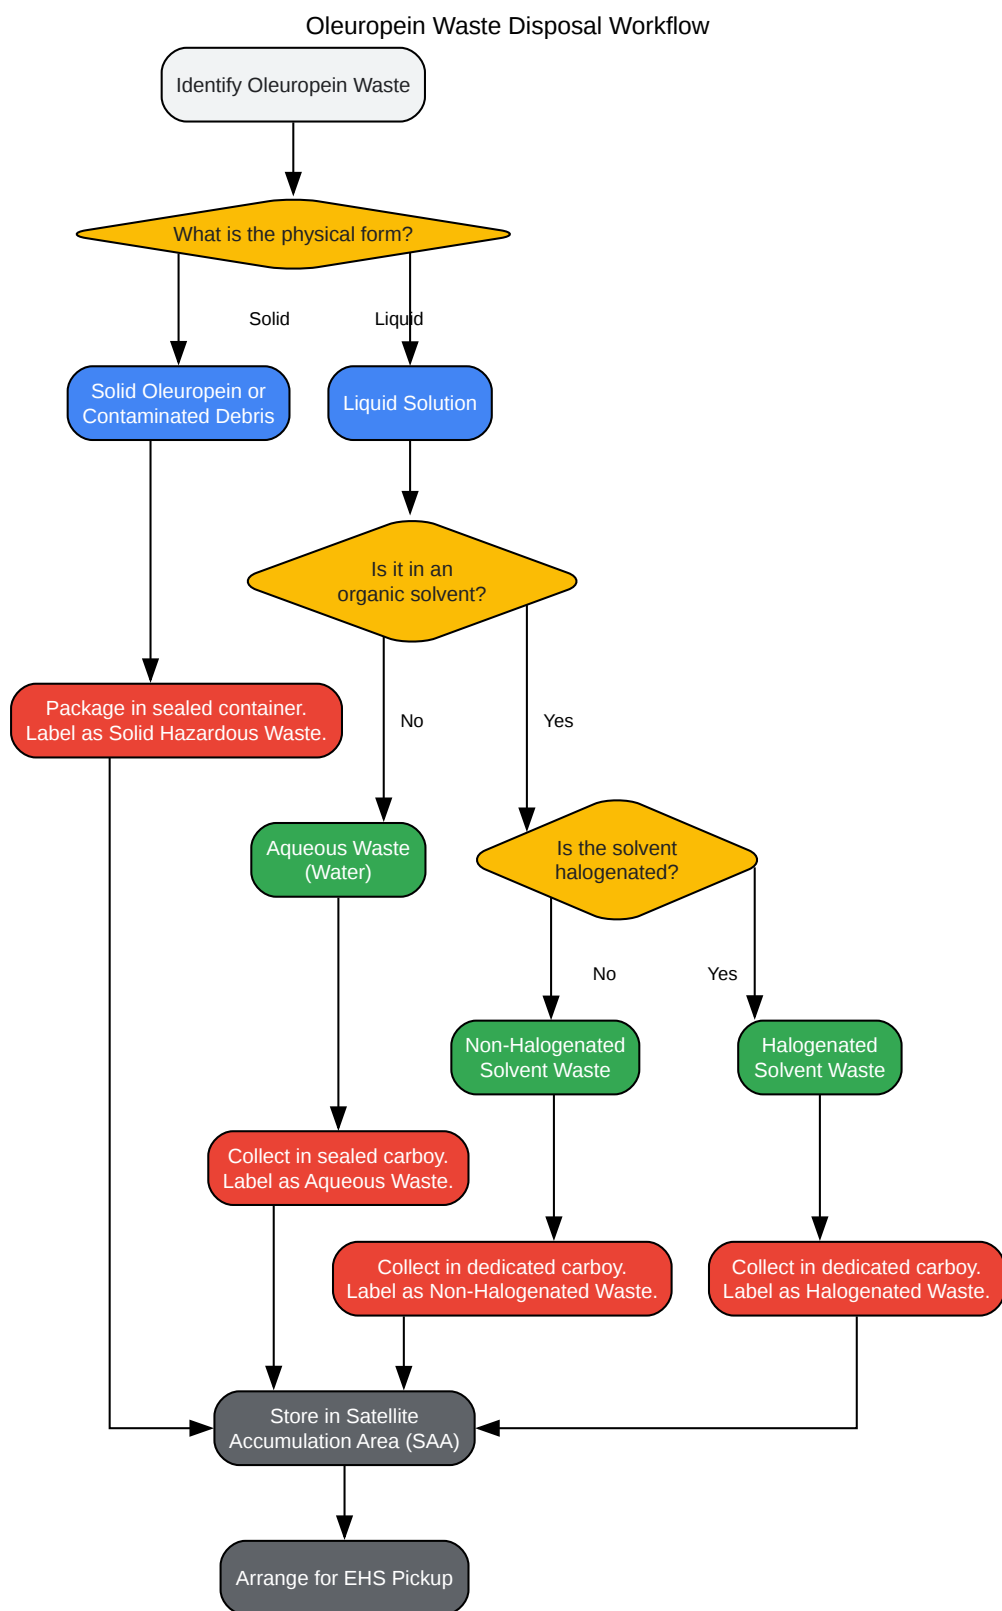 Oleuropein Waste Disposal Workflow
Identify Oleuropein Waste
What is the physical form?
Solid
Liquid
Solid Oleuropein or
Contaminated Debris
Liquid Solution
Is it in an
organic solvent?
Package in sealed container.
Label as Solid Hazardous Waste.
No
Yes
Aqueous Waste
(Water)
Is the solvent
halogenated?
No
Yes
Non-Halogenated
Solvent Waste
Halogenated
Solvent Waste
Collect in sealed carboy.
Label as Aqueous Waste.
Collect in dedicated carboy.
Label as Non-Halogenated Waste.
Collect in dedicated carboy.
Label as Halogenated Waste.
Store in Satellite
Accumulation Area (SAA)
Arrange for EHS Pickup